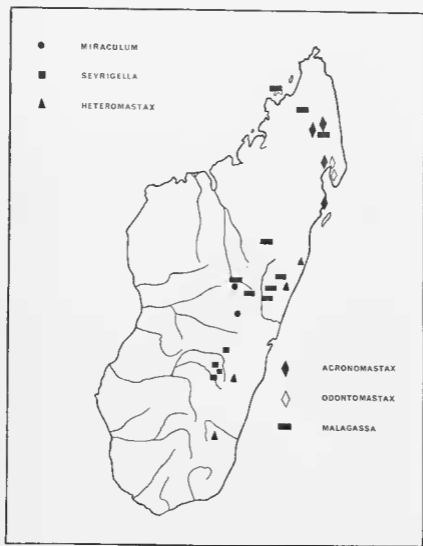 MIRACULUM
SEYRIGELLA
HETEROMASTAX
ACRONOMASTAX
ODONTOMASTAX
MALAGASSA